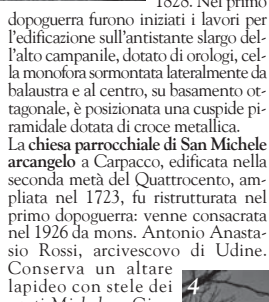 1828. Nel primo
dopoguerra furono iniziati i lavori per
l'edificazione sull'antistante slargo del-
l'alto campanile, dotato di orologi, cel-
la monofora sormontata lateralmente da
balaustra e al centro, su basamento ot-
tagonale, è posizionata una cuspide pi-
ramidale dotata di croce metallica.
La chiesa parrocchiale di San Michele
arcangelo a Carpacco, edificata nella
seconda metà del Quattrocento, am-
pliata nel 1723, fu ristrutturata nel
primo dopoguerra: venne consacrata
nel 1926 da mons. Antonio Anasta-
sio Rossi, arcivescovo di Udine.
Conserva un altare
lapideo con stele dei
4